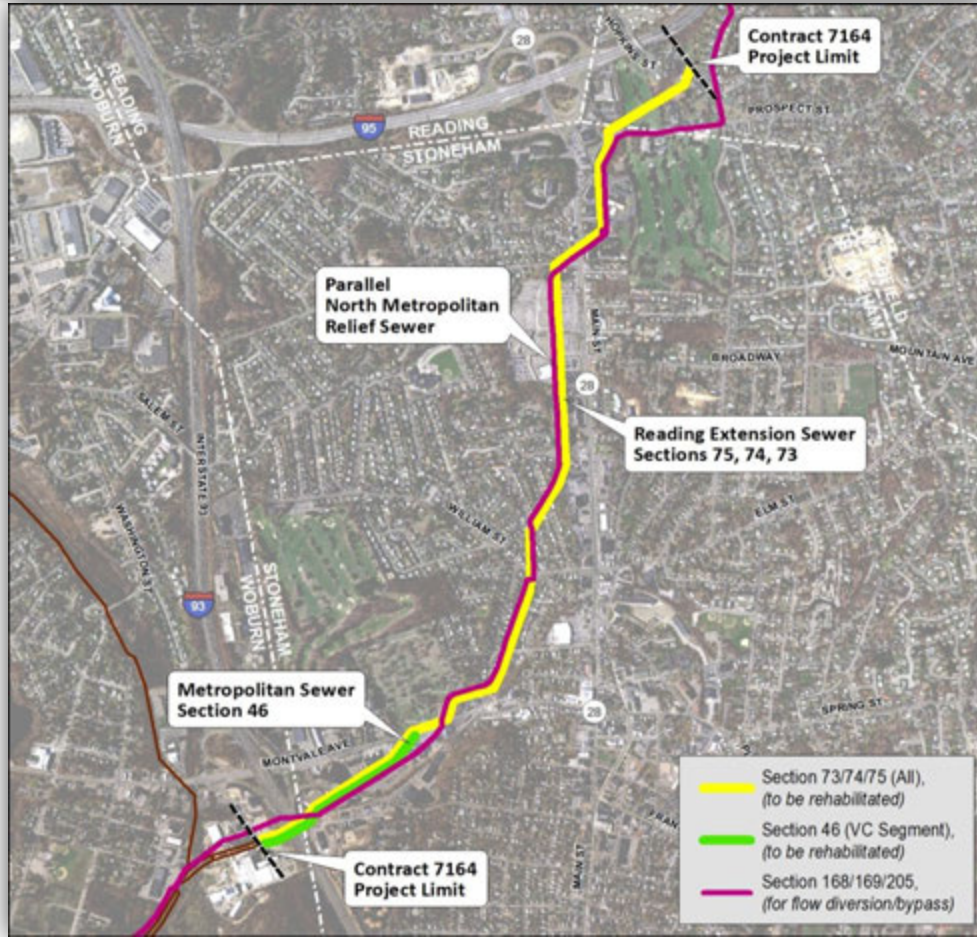 HOPKINS ST.
28
Contract 7164
Project Limit
READING
WOBURN
PROSPECT ST
95
READING
STONEHAM
Parallel
North Metropolitan
Relief Sewer
MAIN ST
BROADWAY
MOUNTAIN AVE
28
Reading Extension Sewer
Sections 75, 74, 73
SALEM ST
INTERSTATE 93
WASHINGTON ST
WILLIAM ST
ELM ST
93
STONEHAM
WOBURN
Metropolitan Sewer
Section 46
28
SPRING ST
MONTVALE AVE
Contract 7164
Project Limit
MAIN ST
FRAN
Section 73/74/75 (All),
(to be rehabilitated)
Section 46 (VC Segment),
(to be rehabilitated)
Section 168/169/205,
(for flow diversion/bypass)